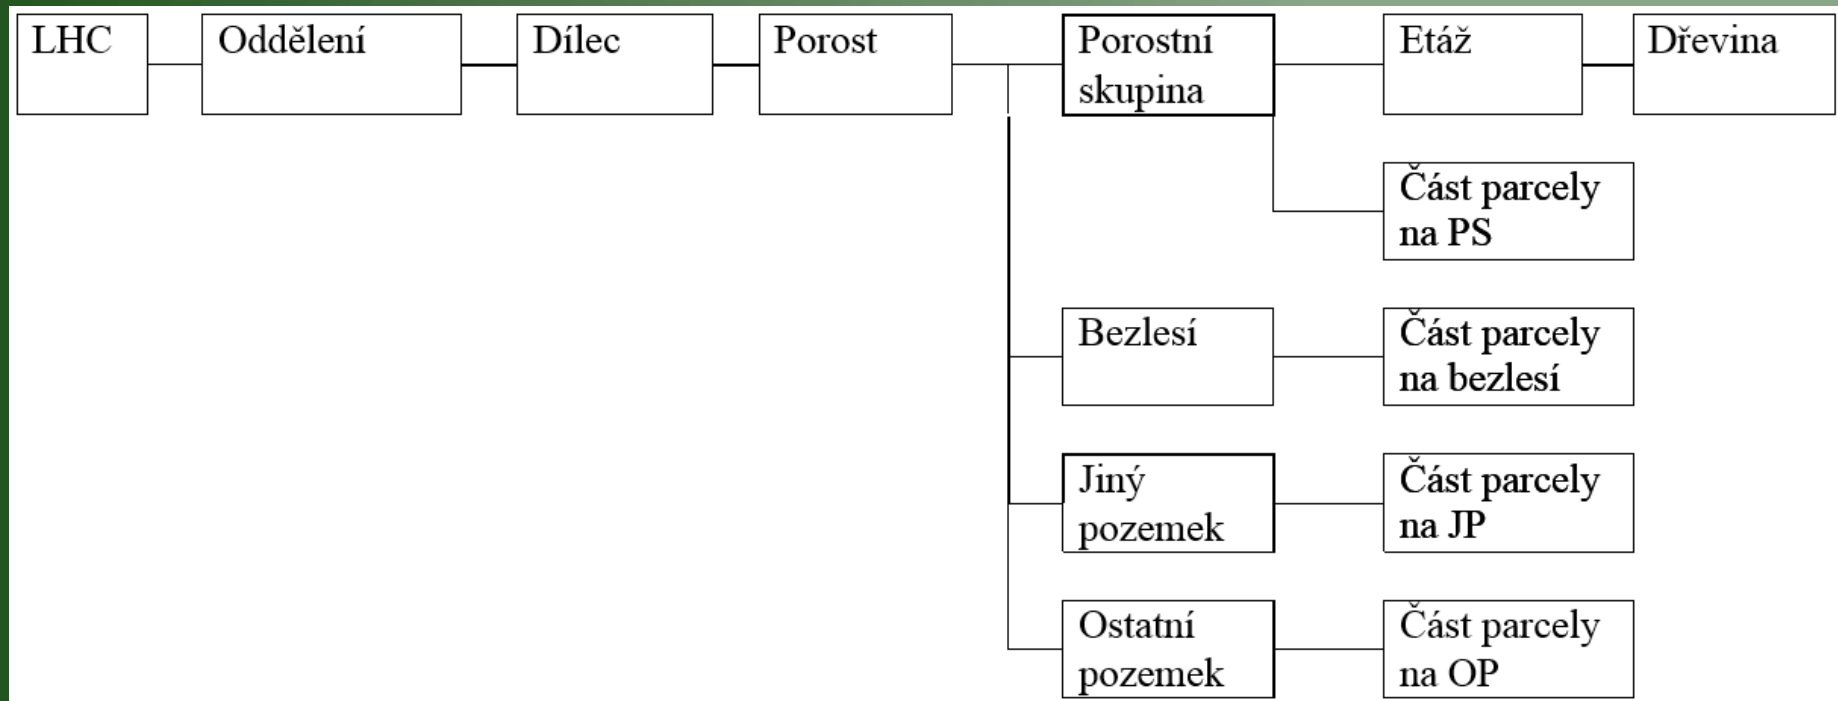 LHC
Oddělení
Dílec
Porost
Porostní
skupina
Etáž
Dřevina
Část parcely
na PS
Bezlesí
Část parcely
na bezlesí
Jiný
pozemek
Část parcely
na JP
Ostatní
pozemek
Část parcely
na OP